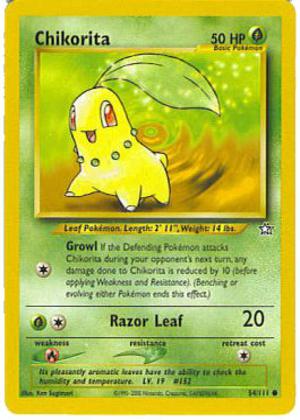 Chikorita
50 HP
Basic Pokémon
Leaf Pokémon. Length: 2' 11", Weight: 14 lbs.
Growl If the Defending Pokémon attacks
Chikorita during your opponent's next turn, any
damage done to Chikorita is reduced by 10 (before
applying Weakness and Resistance). (Benching or
evolving either Pokémon ends this effect.)
Razor Leaf 20
weakness resistance retreat cost
Its pleasantly aromatic leaves have the ability to check the
humidity and temperature. LV. 19 #152
Illus. Ken Sugimori
54/111